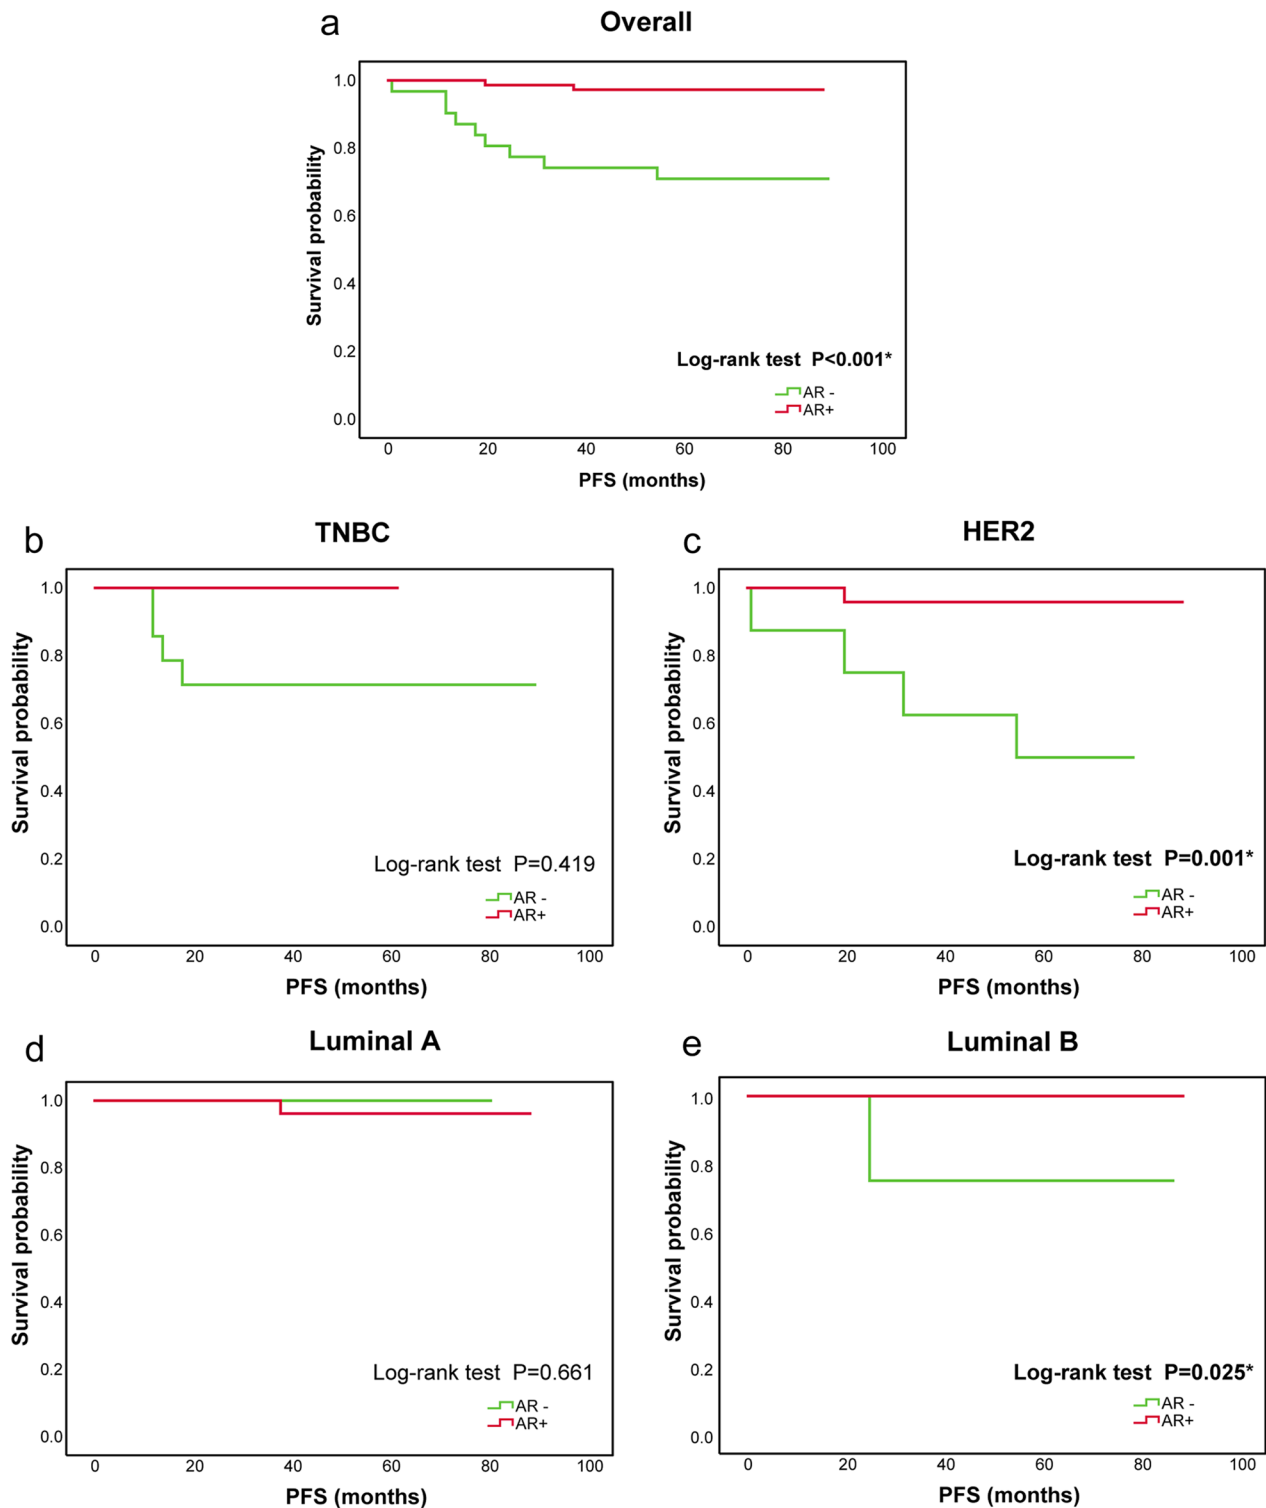 a
Overall
Survival probability
1.0
0.8
0.6
0.4
0.2
0.0
Log-rank test P<0.001*
AR -
AR+
0 20 40 60 80 100
PFS (months)
b
TNBC
Survival probability
1.0
0.8
0.6
0.4
0.2
0.0
Log-rank test P=0.419
AR -
AR+
0 20 40 60 80 100
PFS (months)
c
HER2
Survival probability
1.0
0.8
0.6
0.4
0.2
0.0
Log-rank test P=0.001*
AR -
AR+
0 20 40 60 80 100
PFS (months)
d
Luminal A
Survival probability
1.0
0.8
0.6
0.4
0.2
0.0
Log-rank test P=0.661
AR -
AR+
0 20 40 60 80 100
PFS (months)
e
Luminal B
Survival probability
1.0
0.8
0.6
0.4
0.2
0.0
Log-rank test P=0.025*
AR -
AR+
0 20 40 60 80 100
PFS (months)